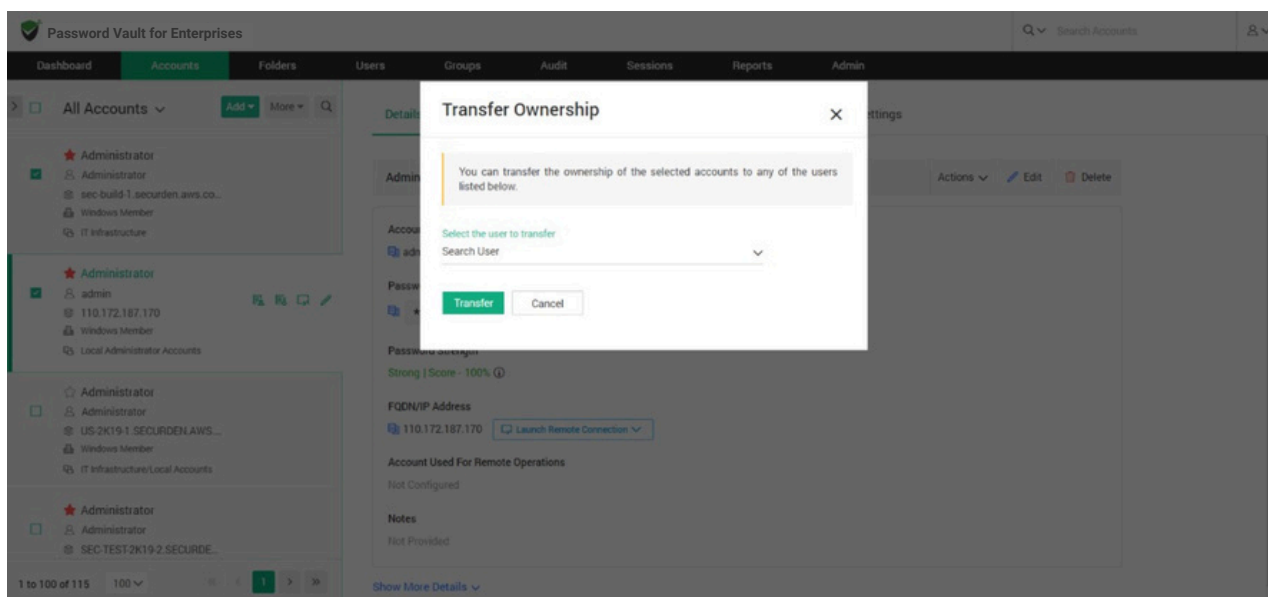 Password Vault for Enterprises
Search Accounts
Dashboard Accounts Folders Users Groups Audit Sessions Reports Admin
All Accounts Add More
Administrator
Administrator
sec-build-1.securden.aws.co...
Windows Member
IT Infrastucture
Administrator
admin
110.172.187.170
Windows Member
Local Administrator Accounts
Administrator
Administrator
US-2K19-1.SECURDEN.AWS...
Windows Member
IT Infrastucture/Local Accounts
Administrator
Administrator
SEC-TEST-2K19-2.SECURDE...
1 to 100 of 115 100 1
Details
ettings
Admin
Actions Edit Delete
Accou
adn
Passw
Password Strength
Strong | Score - 100%
FQDN/IP Address
110.172.187.170 Launch Remote Connection
Account Used For Remote Operations
Not Configured
Notes
Not Provided
Show More Details
Transfer Ownership
You can transfer the ownership of the selected accounts to any of the users
listed below.
Select the user to transfer
Search User
Transfer Cancel